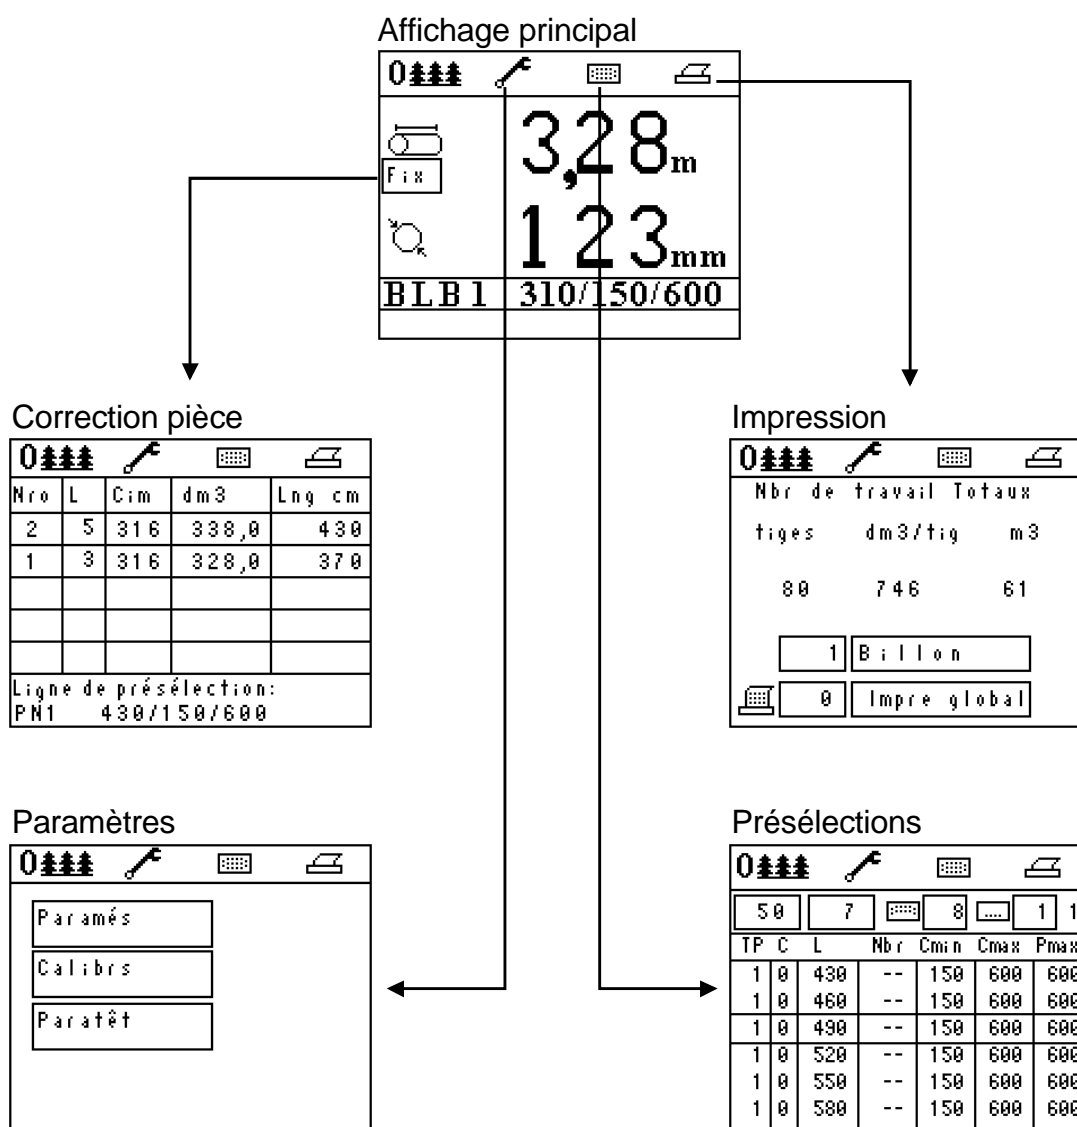 Affichage principal
0
3,28m
Fix
123mm
BLB1 310/150/600
Correction pièce
0
Nro L Cim dm3 Lng cm
2 5 316 338,0 430
1 3 316 328,0 370
Ligne de présélection:
PN1 430/150/600
Impression
0
Nbr de travail Totaux
tiges dm3/tig m3
80 746 61
1 Billon
0 Impre global
Paramètres
0
Paramés
Calibrs
Paratêt
Présélections
0
50 7 8 1 1
TP C L Nbr Cmin Cmax Pmax
1 0 430 -- 150 600 600
1 0 460 -- 150 600 600
1 0 490 -- 150 600 600
1 0 520 -- 150 600 600
1 0 550 -- 150 600 600
1 0 580 -- 150 600 600